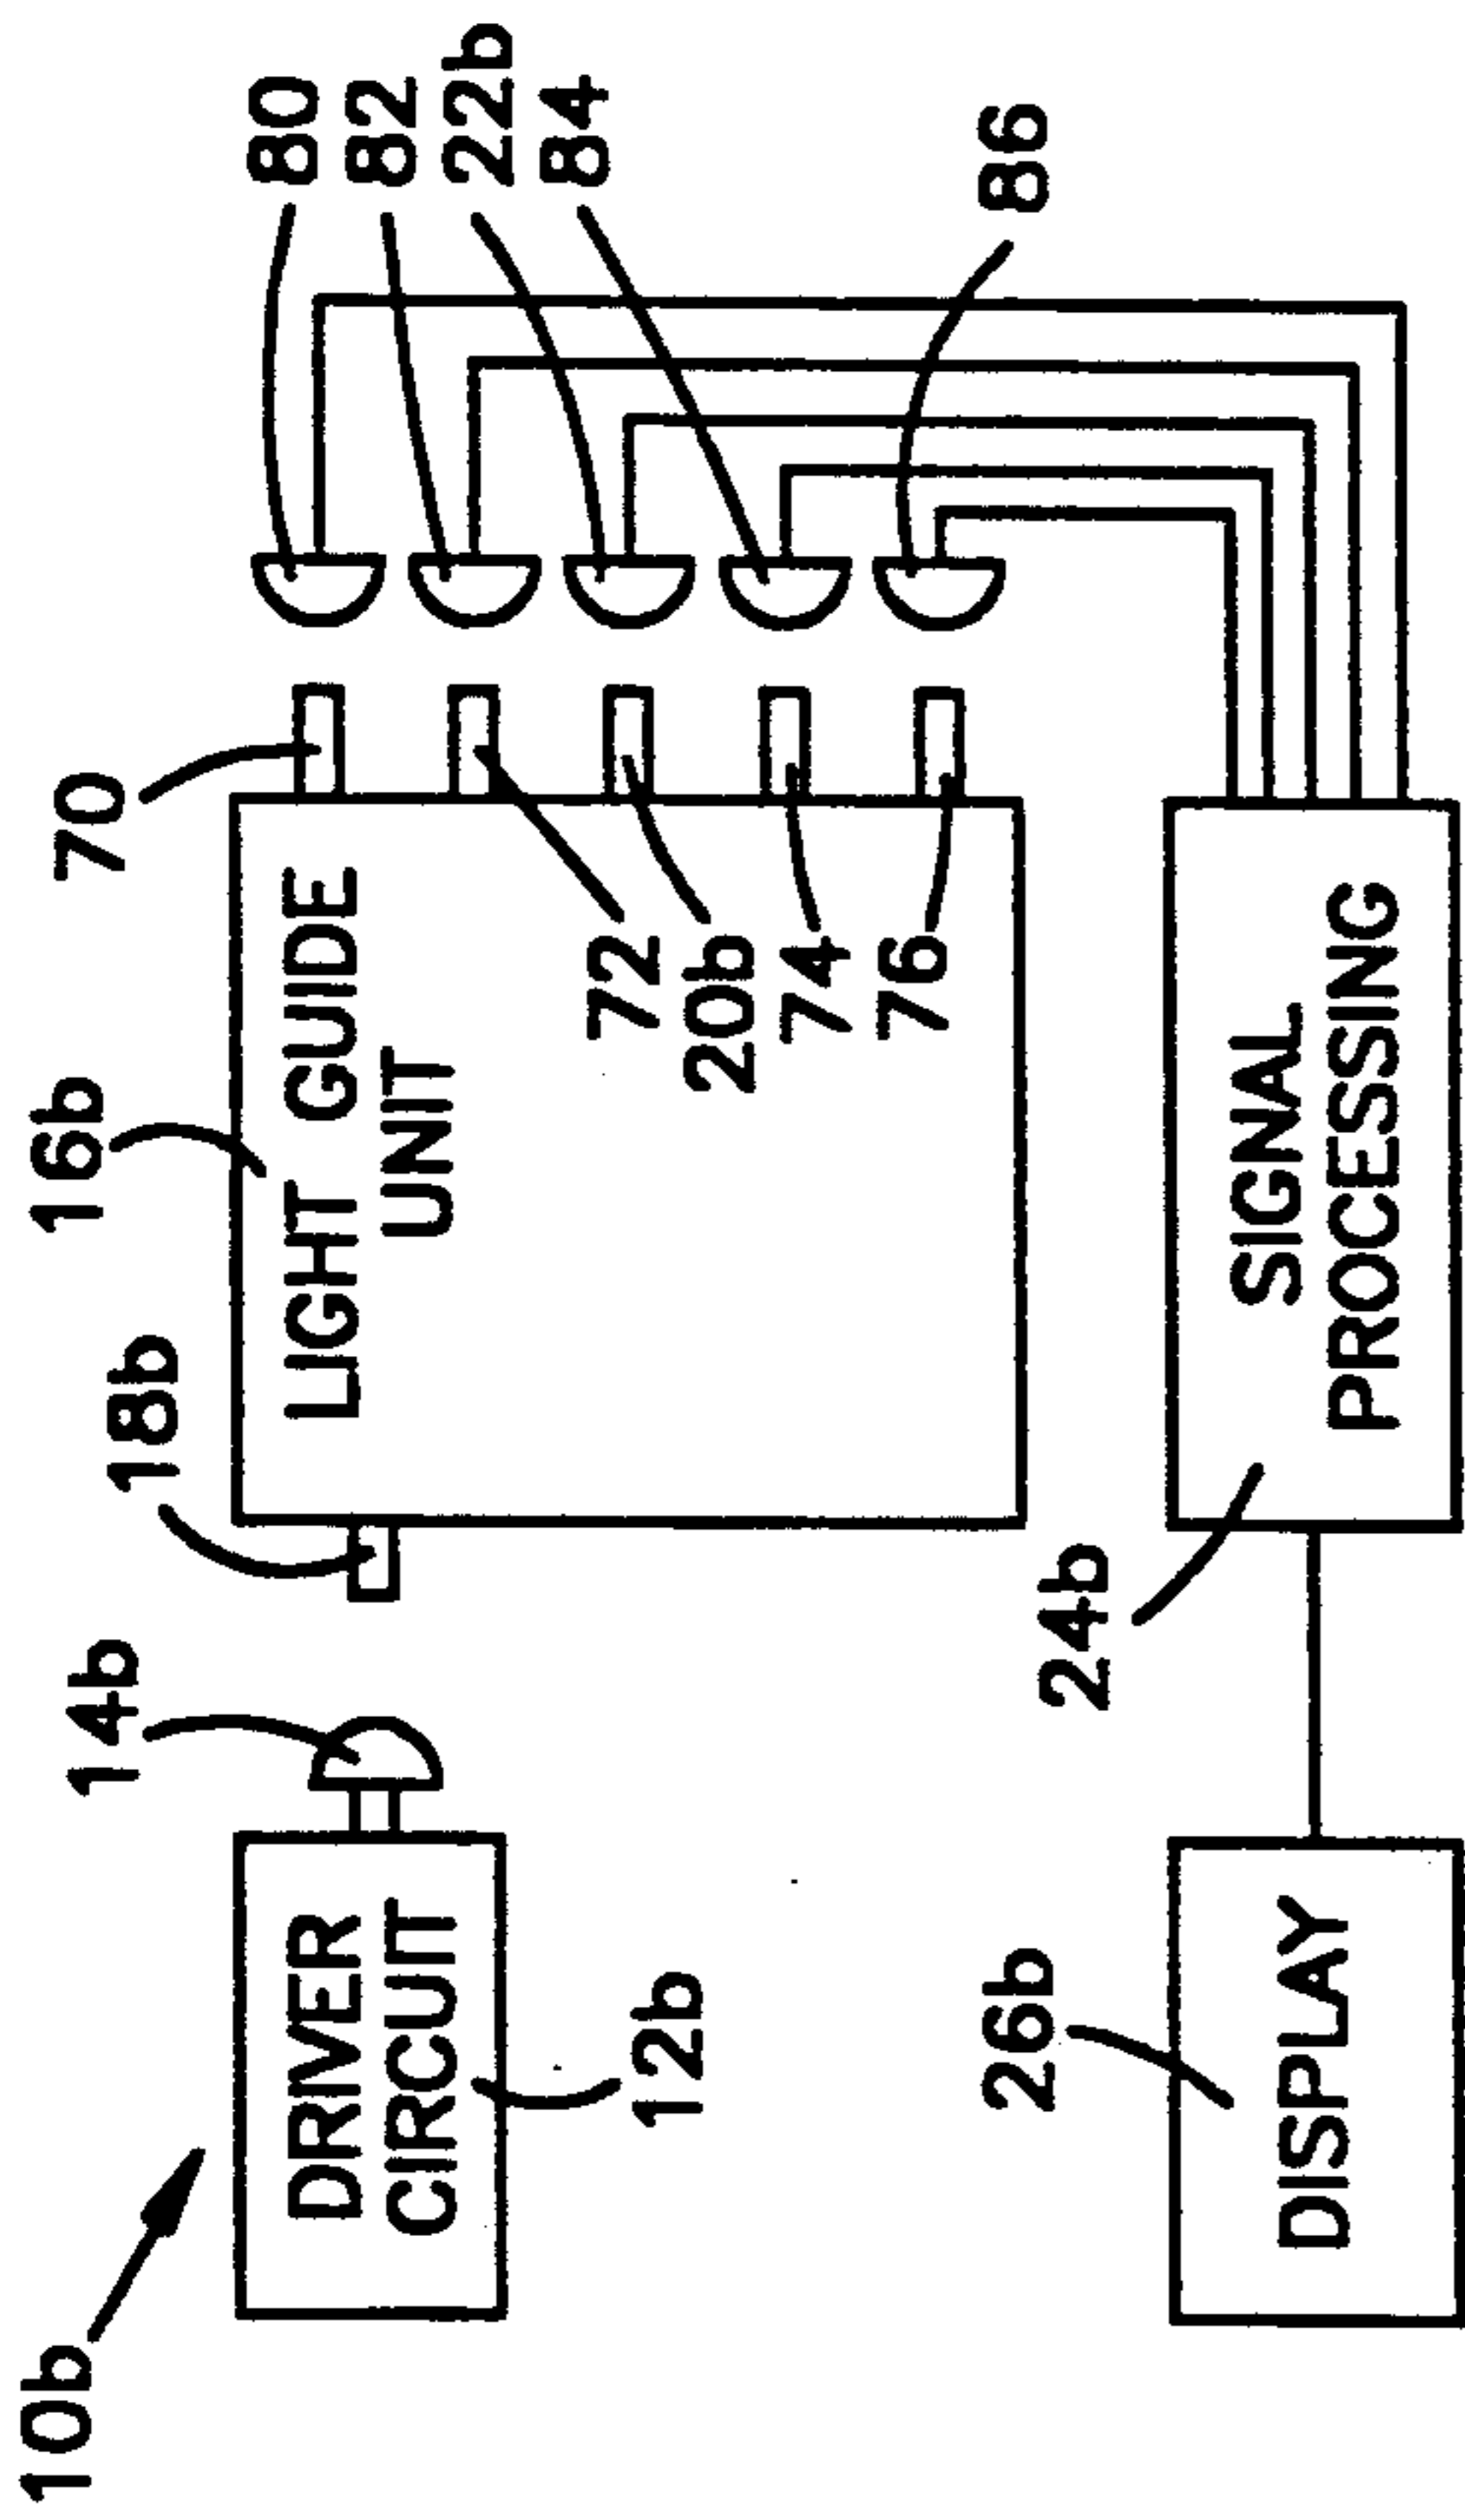 10b
14b
18b
16b
70
80
82
22b
84
86
DRIVER
CIRCUIT
12b
LIGHT GUIDE
UNIT
72
20b
74
76
26b
24b
DISPLAY
SIGNAL
PROCESSING